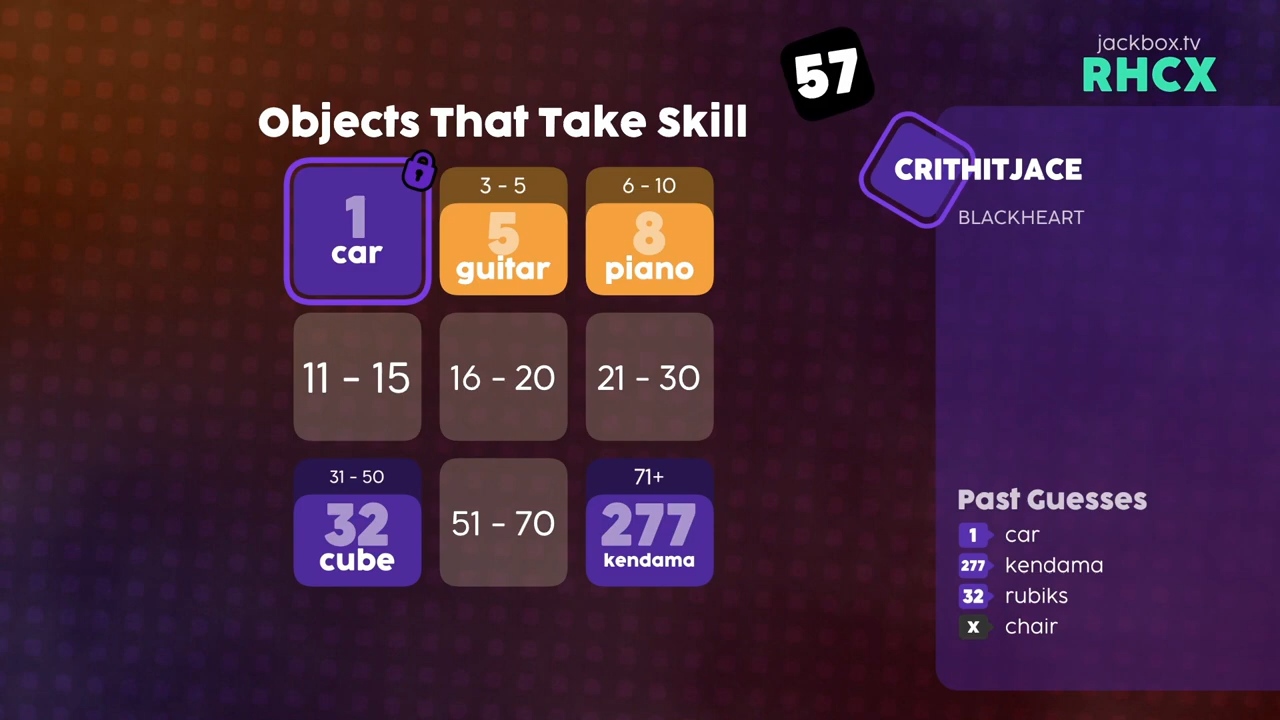 57
jackbox.tv
RHCX
Objects That Take Skill
CRITHITJACE
BLACKHEART
1
car
3 - 5
5
guitar
6 - 10
8
piano
11 - 15
16 - 20
21 - 30
31 - 50
32
cube
51 - 70
71+
277
kendama
Past Guesses
1 car
277 kendama
32 rubiks
X chair